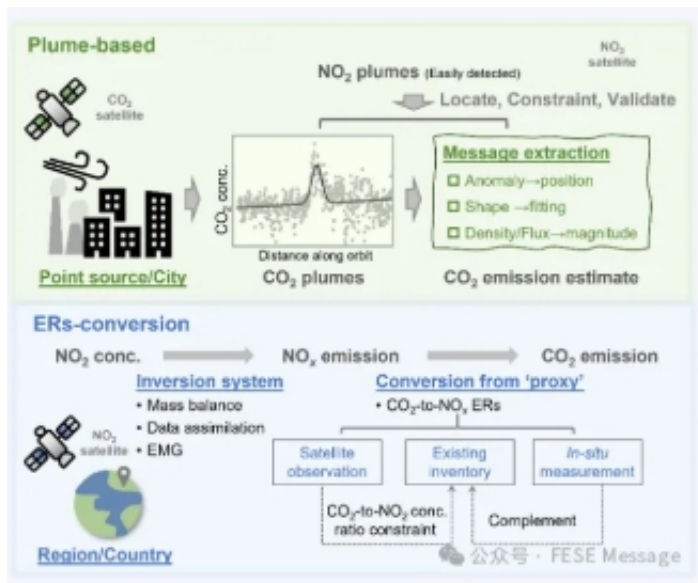 Plume-based
NO₂
satellite
NO₂ plumes (Easily detected)
CO₂
satellite
Locate, Constraint, Validate
CO₂ conc.
Distance along orbit
Message extraction
Anomaly→position
Shape →fitting
Density/Flux→magnitude
Point source/City
CO₂ plumes
CO₂ emission estimate
ERs-conversion
NO₂ conc.
NOₓ emission
CO₂ emission
Inversion system
• Mass balance
• Data assimilation
• EMG
NO₂
satellite
Conversion from ‘proxy’
• CO₂-to-NOₓ ERs
Satellite
observation
Existing
inventory
In-situ
measurement
CO₂-to-NO₂ conc.
ratio constraint
Complement
Region/Country
公众号 · FESE Message